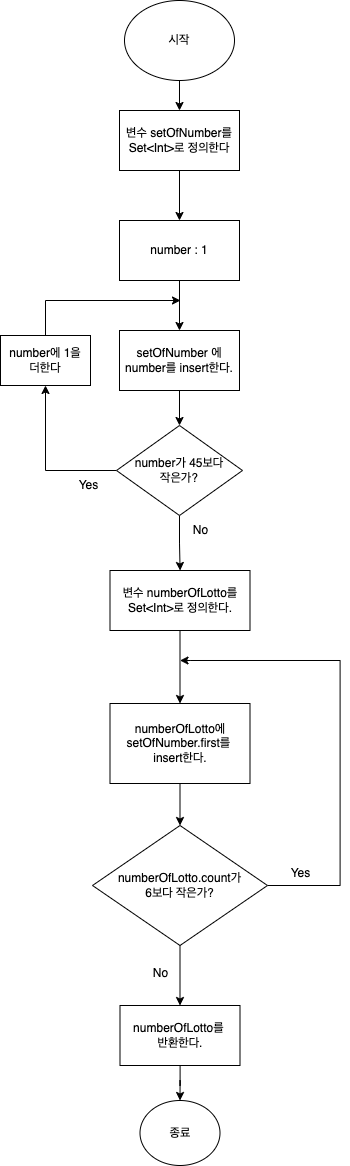 시작
변수 setOfNumber를
Set<Int>로 정의한다
number : 1
setOfNumber 에
number를 insert한다.
number에 1을
더한다
number가 45보다
작은가?
Yes
No
변수 numberOfLotto를
Set<Int>로 정의한다.
numberOfLotto에
setOfNumber.first를
insert한다.
numberOfLotto.count가
6보다 작은가?
Yes
No
numberOfLotto를
반환한다.
종료